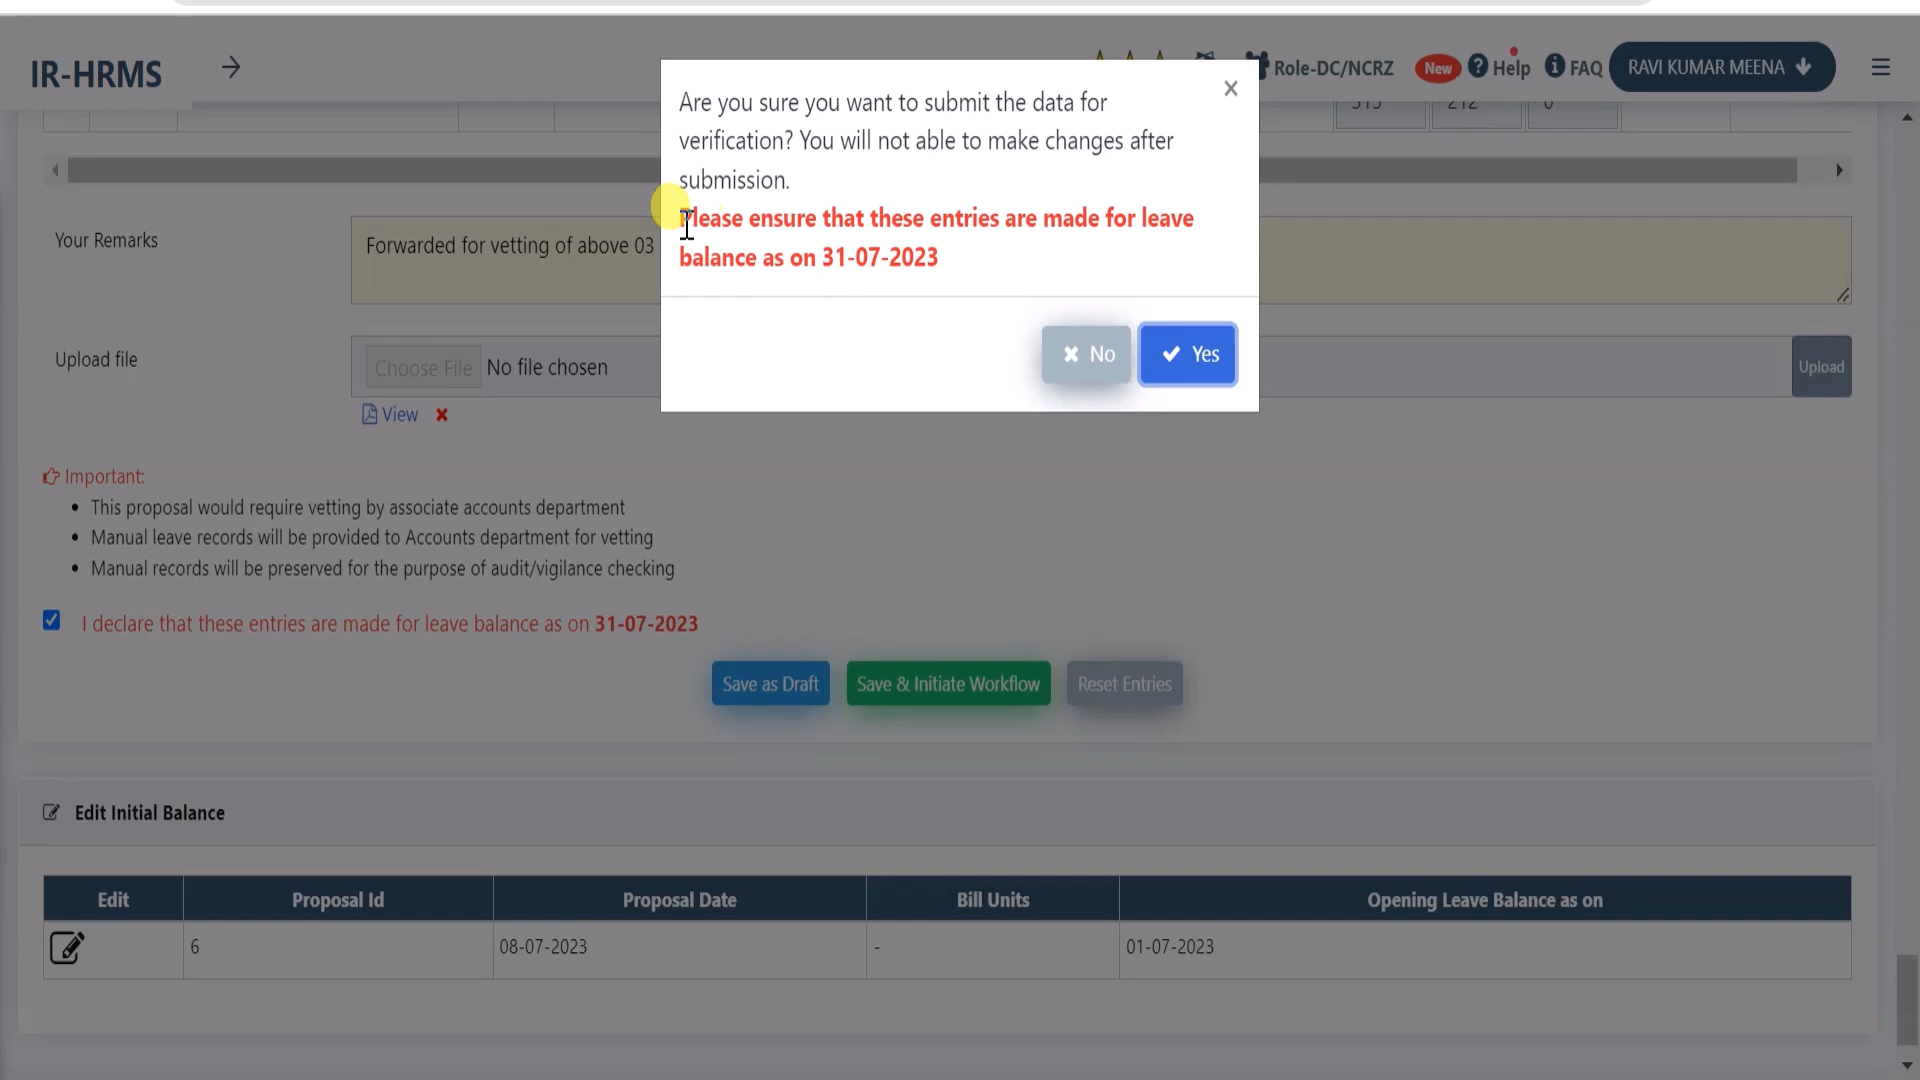 IR-HRMS
Role-DC/NCRZ
New
Help
FAQ
RAVI KUMAR MEENA
Are you sure you want to submit the data for
verification? You will not able to make changes after
submission.
Please ensure that these entries are made for leave
balance as on 31-07-2023
No
Yes
Your Remarks
Forwarded for vetting of above 03
Upload file
Choose File No file chosen
Upload
View
Important:
This proposal would require vetting by associate accounts department
Manual leave records will be provided to Accounts department for vetting
Manual records will be preserved for the purpose of audit/vigilance checking
I declare that these entries are made for leave balance as on 31-07-2023
Save as Draft
Save & Initiate Workflow
Reset Entries
Edit Initial Balance
Edit Proposal Id Proposal Date Bill Units Opening Leave Balance as on
6 08-07-2023 - 01-07-2023